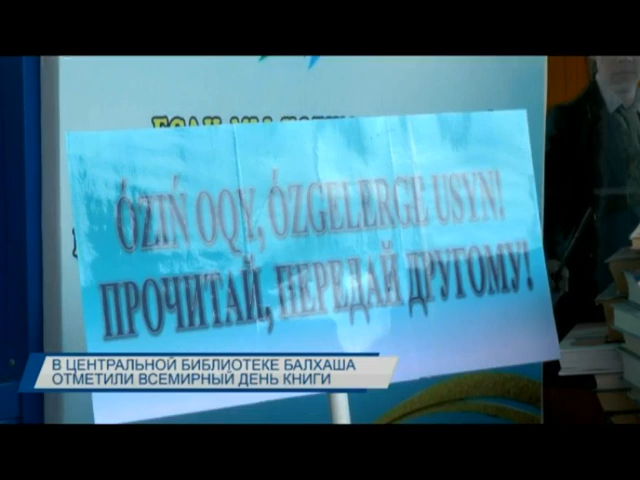 ÓZIŃ OQY, ÓZGELERGE USYN!
ПРОЧИТАЙ, ПЕРЕДАЙ ДРУГОМУ!
В ЦЕНТРАЛЬНОЙ БИБЛИОТЕКЕ БАЛХАША
ОТМЕТИЛИ ВСЕМИРНЫЙ ДЕНЬ КНИГИ